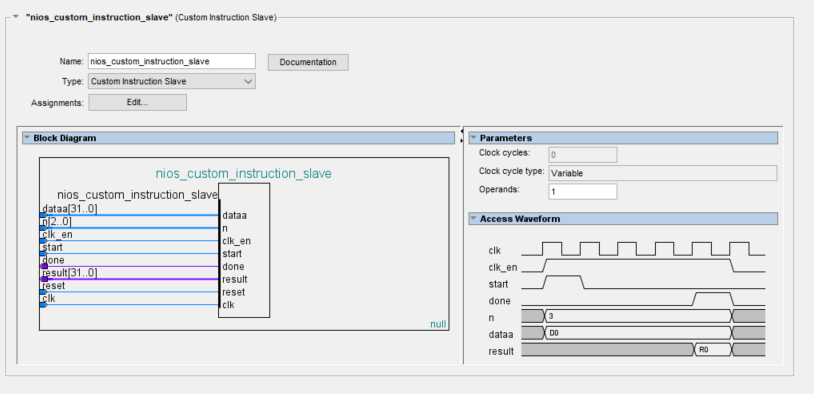 "nios_custom_instruction_slave" (Custom Instruction Slave)
Name: nios_custom_instruction_slave Documentation
Type: Custom Instruction Slave
Assignments: Edit...
Block Diagram
nios_custom_instruction_slave
nios_custom_instruction_slave
dataa[31..0] dataa
n[2..0] n
clk_en clk_en
start start
done done
result[31..0] result
reset reset
clk clk
null
Parameters
Clock cycles: 0
Clock cycle type: Variable
Operands: 1
Access Waveform
clk
clk_en
start
done
n 3
dataa D0
result R0